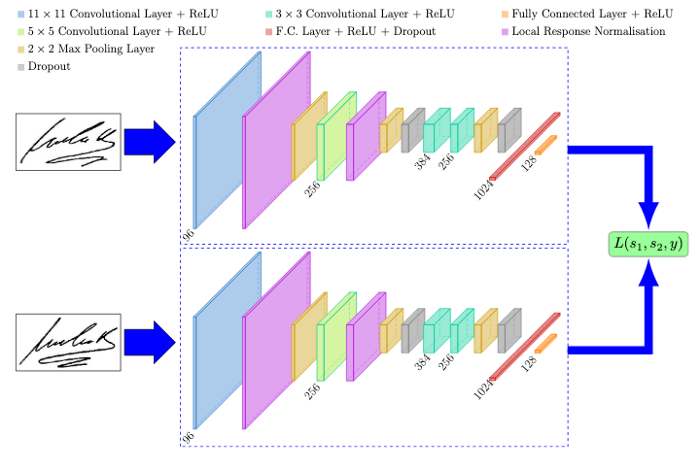 11 × 11 Convolutional Layer + ReLU
3 × 3 Convolutional Layer + ReLU
Fully Connected Layer + ReLU
5 × 5 Convolutional Layer + ReLU
F.C. Layer + ReLU + Dropout
Local Response Normalisation
2 × 2 Max Pooling Layer
Dropout
96
256
384
256
1024
128
L(s₁, s₂, y)
96
256
384
256
1024
128